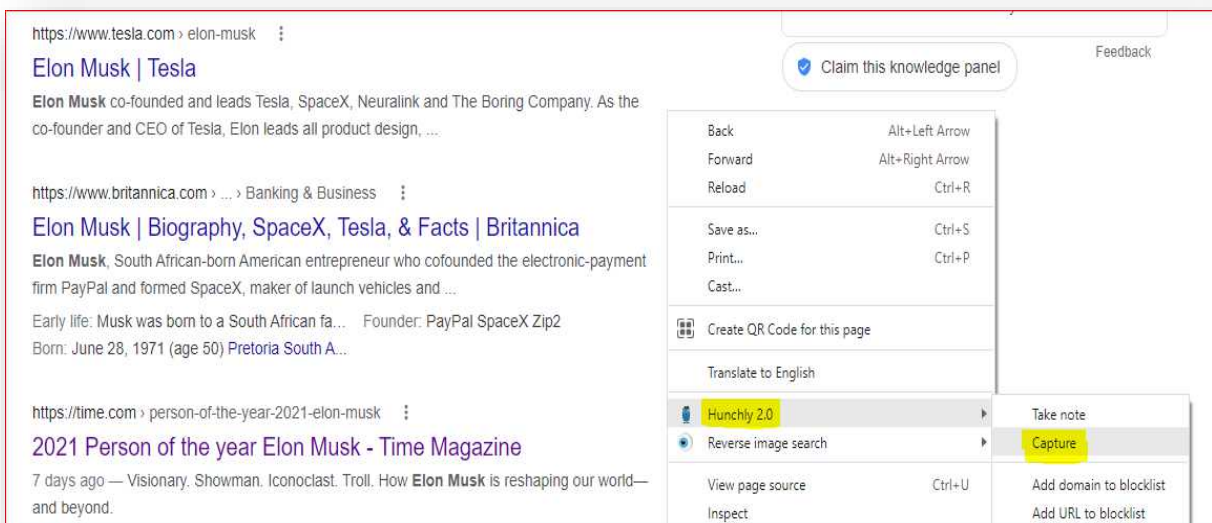 https://www.tesla.com › elon-musk
Elon Musk | Tesla
Elon Musk co-founded and leads Tesla, SpaceX, Neuralink and The Boring Company. As the
co-founder and CEO of Tesla, Elon leads all product design, ...
https://www.britannica.com › ... › Banking & Business
Elon Musk | Biography, SpaceX, Tesla, & Facts | Britannica
Elon Musk, South African-born American entrepreneur who cofounded the electronic-payment
firm PayPal and formed SpaceX, maker of launch vehicles and ...
Early life: Musk was born to a South African fa... Founder: PayPal SpaceX Zip2
Born: June 28, 1971 (age 50) Pretoria South A...
https://time.com › person-of-the-year-2021-elon-musk
2021 Person of the year Elon Musk - Time Magazine
7 days ago — Visionary. Showman. Iconoclast. Troll. How Elon Musk is reshaping our world—
and beyond.
Claim this knowledge panel
Feedback
Back Alt+Left Arrow
Forward Alt+Right Arrow
Reload Ctrl+R
Save as... Ctrl+S
Print... Ctrl+P
Cast...
Create QR Code for this page
Translate to English
Hunchly 2.0
Reverse image search
View page source Ctrl+U
Inspect
Take note
Capture
Add domain to blocklist
Add URL to blocklist